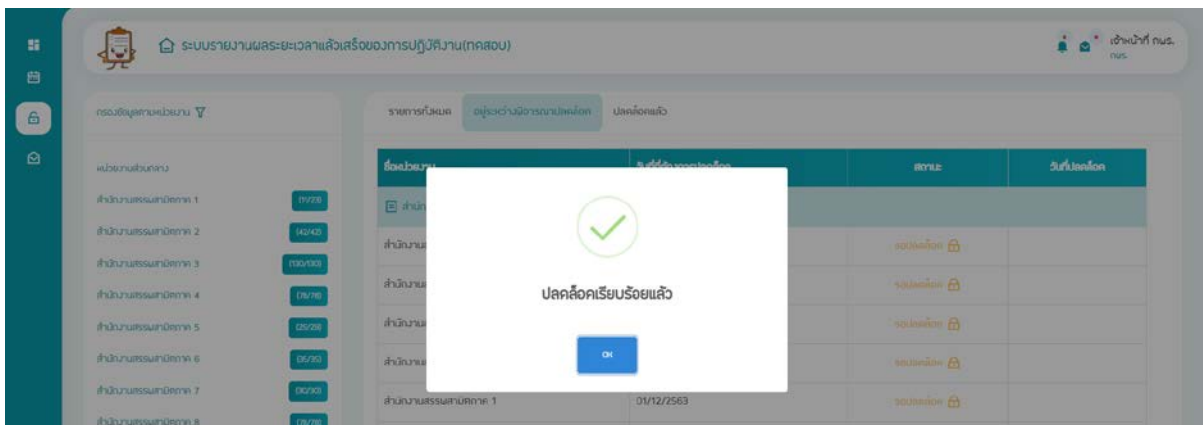 ระบบรายงานผลระยะเวลาแล้วเสร็จของการปฏิบัติงาน(ทดสอบ)
เจ้าหน้าที่ กบร.
กบร.
กรองข้อมูลตามหน่วยงาน
รายการทั้งหมด
อยู่ระหว่างพิจารณาปลดล็อค
ปลดล็อคแล้ว
หน่วยงานส่วนกลาง
ชื่อหน่วยงาน
วันที่ที่ต้องการปลดล็อค
สถานะ
วันที่ปลดล็อค
สำนักงานสรรพสามิตภาค 1
สำนักงานสรรพสามิตภาค 2 (42/42)
สำนักงานสรรพสามิตภาค 3 (130/130)
สำนักงานสรรพสามิตภาค 4 (78/78)
สำนักงานสรรพสามิตภาค 5
สำนักงานสรรพสามิตภาค 6 (35/35)
สำนักงานสรรพสามิตภาค 7
สำนักงานสรรพสามิตภาค 8 (78/78)
รอปลดล็อค
รอปลดล็อค
รอปลดล็อค
รอปลดล็อค
สำนักงานสรรพสามิตภาค 1 01/12/2563 รอปลดล็อค
ปลดล็อคเรียบร้อยแล้ว
OK